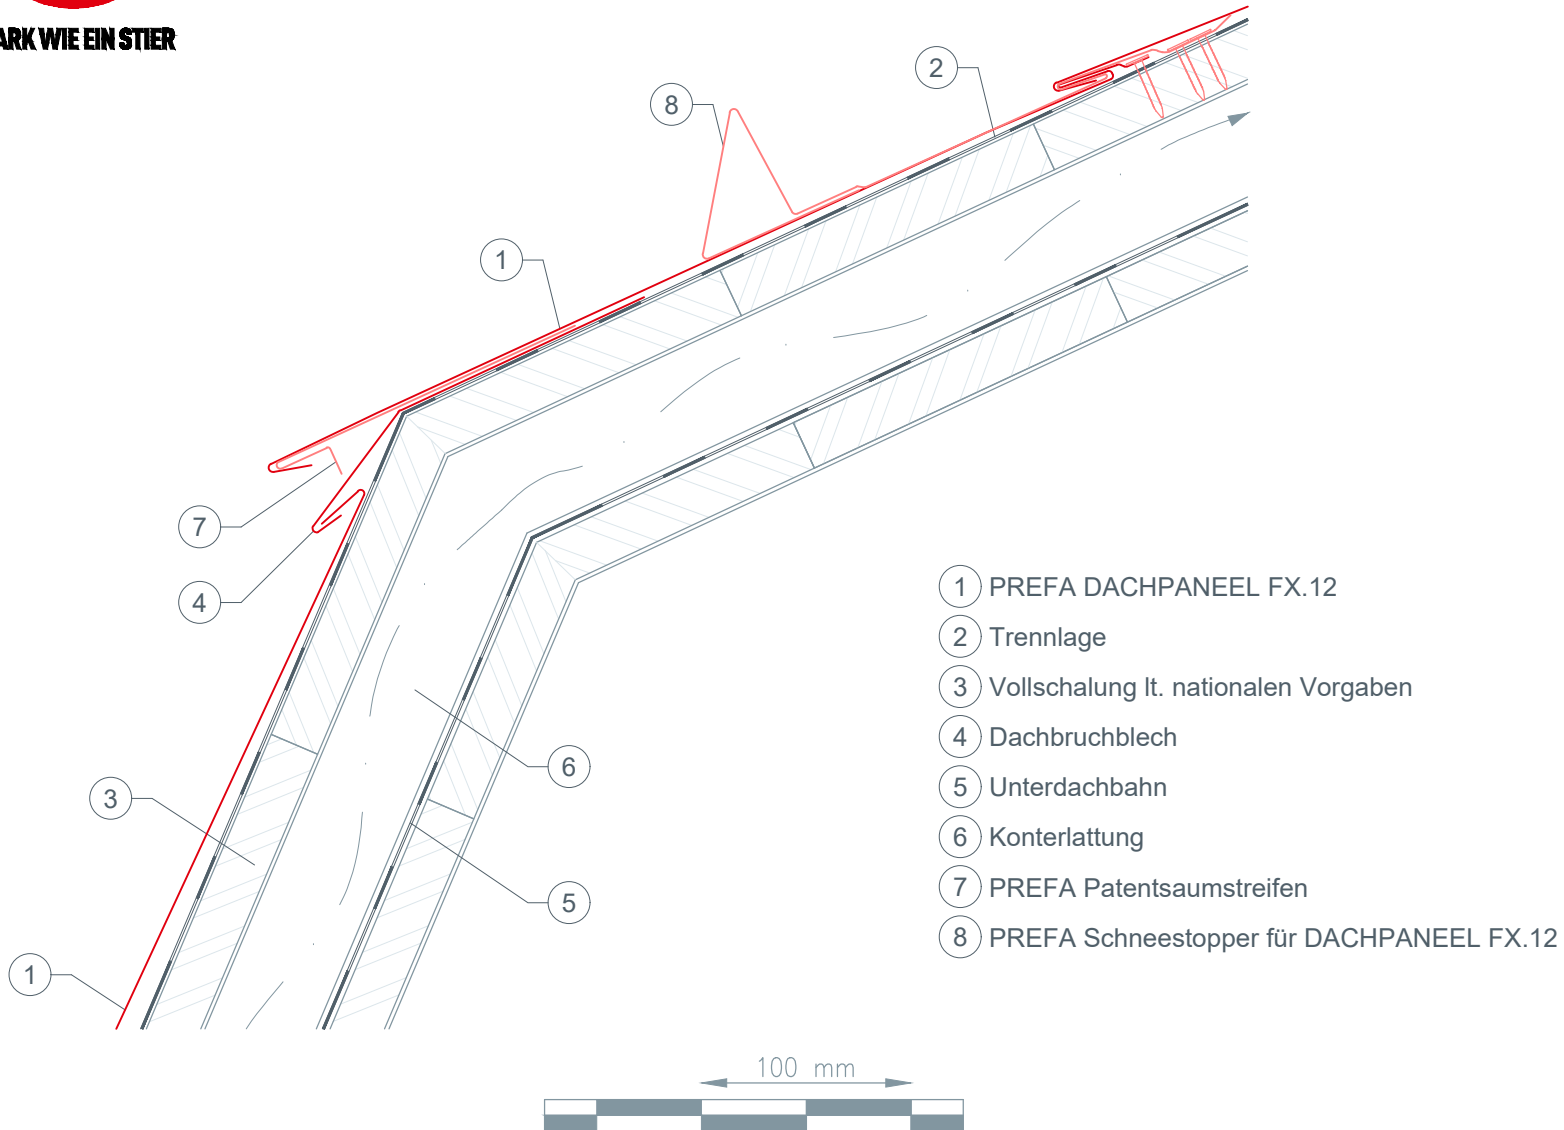 ARK WIE EIN STIER
2
8
1
7
4
1 PREFA DACHPANEEL FX.12
2 Trennlage
3 Vollschalung lt. nationalen Vorgaben
4 Dachbruchblech
5 Unterdachbahn
6 Konterlattung
7 PREFA Patentsaumstreifen
8 PREFA Schneestopper für DACHPANEEL FX.12
6
3
5
1
100 mm